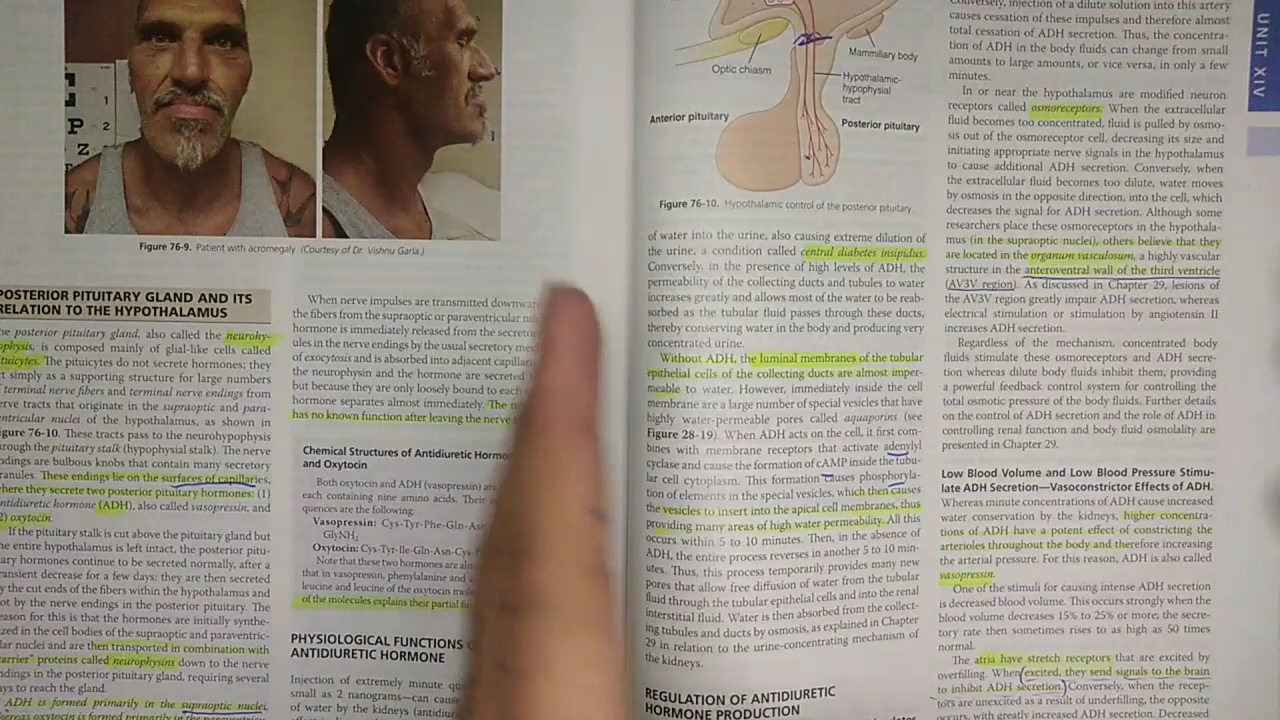 1
P 2
Z
1
Figure 76-9. Patient with acromegaly (Courtesy of Dr. Vishnu Garla.)
POSTERIOR PITUITARY GLAND AND ITS
RELATION TO THE HYPOTHALAMUS
posterior pituitary gland, also called the neurohy-
is composed mainly of glial-like cells called
The pituicytes do not secrete hormones; they
simply as a supporting structure for large numbers
terminal nerve fibers and terminal nerve endings from
tracts that originate in the supraoptic and para-
nuclei of the hypothalamus, as shown in
76-10. These tracts pass to the neurohypophysis
the pituitary stalk (hypophysial stalk). The nerve
are bulbous knobs that contain many secretory
These endings lie on the surfaces of capillaries,
where they secrete two posterior pituitary hormones: (1)
antidiuretic hormone (ADH), also called vasopressin, and
2) oxytocin.
If the pituitary stalk is cut above the pituitary gland but
entire hypothalamus is left intact, the posterior pitu-
hormones continue to be secreted normally, after a
transient decrease for a few days; they are then secreted
the cut ends of the fibers within the hypothalamus and
not by the nerve endings in the posterior pituitary. The
reason for this is that the hormones are initially synthe-
in the cell bodies of the supraoptic and paraventric-
nuclei and are then transported in combination with
proteins called neurophysins down to the nerve
in the posterior pituitary gland, requiring several
to reach the gland.
ADH is formed primarily in the supraoptic nuclei,
whereas oxytocin is formed primarily in the
When nerve impulses are transmitted
the fibers from the supraoptic or paraventricular
hormone is immediately released from the
in the nerve endings by the usual secretory
of exocytosis and is absorbed into adjacent
the neurophysin and the hormone are secreted
but because they are only loosely bound to each
hormone separates almost immediately. The
has no known function after leaving the nerve
Chemical Structures of Antidiuretic
and Oxytocin
Both oxytocin and ADH (vasopressin)
each containing nine amino acids. Their
quences are the following:
Vasopressin: Cys-Tyr-Phe-Gln-
GlyNH2
Oxytocin: Cys-Tyr-Ile-Gln-Asn-Cys-
Note that these two hormones are
that in vasopressin, phenylalanine and
leucine of the oxytocin
of the molecules explains their partial
PHYSIOLOGICAL FUNCTIONS
ANTIDIURETIC HORMONE
Injection of extremely minute
small as 2 nanograms—can cause
of water by the kidneys
Optic chiasm
Mammillary body
Hypothalamic-
hypophysial
tract
Anterior pituitary
Posterior pituitary
Figure 76-10. Hypothalamic control of the posterior pituitary.
of water into the urine, also causing extreme dilution of
the urine, a condition called central diabetes insipidus.
Conversely, in the presence of high levels of ADH, the
permeability of the collecting ducts and tubules to water
increases greatly and allows most of the water to be reab-
sorbed as the tubular fluid passes through these ducts,
thereby conserving water in the body and producing very
concentrated urine.
Without ADH, the luminal membranes of the tubular
epithelial cells of the collecting ducts are almost imper-
meable to water. However, immediately inside the cell
membrane are a large number of special vesicles that have
highly water-permeable pores called aquaporins (see
Figure 28-19). When ADH acts on the cell, it first com-
bines with membrane receptors that activate adenylyl
cyclase and cause the formation of cAMP inside the tubu-
lar cell cytoplasm. This formation causes phosphoryla-
tion of elements in the special vesicles, which then causes
the vesicles to insert into the apical cell membranes, thus
providing many areas of high water permeability. All this
occurs within 5 to 10 minutes. Then, in the absence of
ADH, the entire process reverses in another 5 to 10 min-
utes. Thus, this process temporarily provides many new
pores that allow free diffusion of water from the tubular
fluid through the tubular epithelial cells and into the renal
interstitial fluid. Water is then absorbed from the collect-
ing tubules and ducts by osmosis, as explained in Chapter
29 in relation to the urine-concentrating mechanism of
the kidneys.
REGULATION OF ANTIDIURETIC
HORMONE PRODUCTION
Conversely, injection of a dilute solution into this artery
causes cessation of these impulses and therefore almost
total cessation of ADH secretion. Thus, the concentra-
tion of ADH in the body fluids can change from small
amounts to large amounts, or vice versa, in only a few
minutes.
In or near the hypothalamus are modified neuron
receptors called osmoreceptors. When the extracellular
fluid becomes too concentrated, fluid is pulled by osmo-
sis out of the osmoreceptor cell, decreasing its size and
initiating appropriate nerve signals in the hypothalamus
to cause additional ADH secretion. Conversely, when
the extracellular fluid becomes too dilute, water moves
by osmosis in the opposite direction, into the cell, which
decreases the signal for ADH secretion. Although some
researchers place these osmoreceptors in the hypothala-
mus (in the supraoptic nuclei), others believe that they
are located in the organum vasculosum, a highly vascular
structure in the anteroventral wall of the third ventricle
(AV3V region). As discussed in Chapter 29, lesions of
the AV3V region greatly impair ADH secretion, whereas
electrical stimulation or stimulation by angiotensin II
increases ADH secretion.
Regardless of the mechanism, concentrated body
fluids stimulate these osmoreceptors and ADH secre-
tion whereas dilute body fluids inhibit them, providing
a powerful feedback control system for controlling the
total osmotic pressure of the body fluids. Further details
on the control of ADH secretion and the role of ADH in
controlling renal function and body fluid osmolality are
presented in Chapter 29.
Low Blood Volume and Low Blood Pressure Stimu-
late ADH Secretion—Vasoconstrictor Effects of ADH.
Whereas minute concentrations of ADH cause increased
water conservation by the kidneys, higher concentra-
tions of ADH have a potent effect of constricting the
arterioles throughout the body and therefore increasing
the arterial pressure. For this reason, ADH is also called
vasopressin.
One of the stimuli for causing intense ADH secretion
is decreased blood volume. This occurs strongly when the
blood volume decreases 15% to 25% or more; the secre-
tory rate then sometimes rises to as high as 50 times
normal.
The atria have stretch receptors that are excited by
overfilling. When excited, they send signals to the brain
to inhibit ADH secretion. Conversely, when the recep-
tors are unexcited as a result of underfilling, the opposite
occurs, with greatly increased ADH secretion. Decreased
UNIT XIV